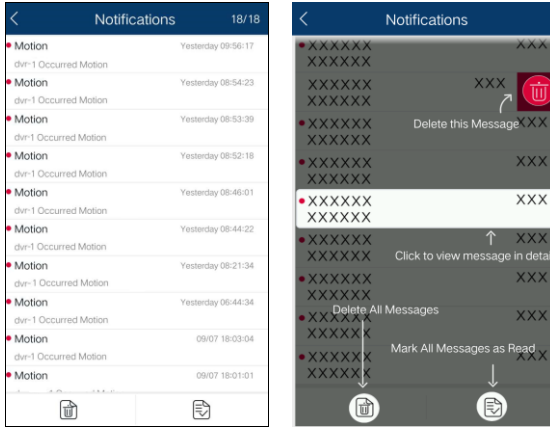 Notifications 18/18
Motion Yesterday 09:56:17
dvr-1 Occurred Motion
Motion Yesterday 08:54:23
dvr-1 Occurred Motion
Motion Yesterday 08:53:39
dvr-1 Occurred Motion
Motion Yesterday 08:52:18
dvr-1 Occurred Motion
Motion Yesterday 08:46:01
dvr-1 Occurred Motion
Motion Yesterday 08:44:22
dvr-1 Occurred Motion
Motion Yesterday 08:21:34
dvr-1 Occurred Motion
Motion Yesterday 06:44:34
dvr-1 Occurred Motion
Motion 09/07 18:03:04
dvr-1 Occurred Motion
Motion 09/07 18:01:01
Notifications
XXXXXX XXX
XXXXXX
XXXXXX XXX
XXXXXX
Delete this Message
XXXXXX XXX
XXXXXX
XXXXXX XXX
XXXXXX
XXXXXX XXX
XXXXXX
XXXXXX XXX
Click to view message in detai
XXXXXX
XXXXXX XXX
XXXXXX
Delete All Messages
XXXXXX XXX
XXXXXX
Mark All Messages as Read
XXXXXX XXX
XXXXXX